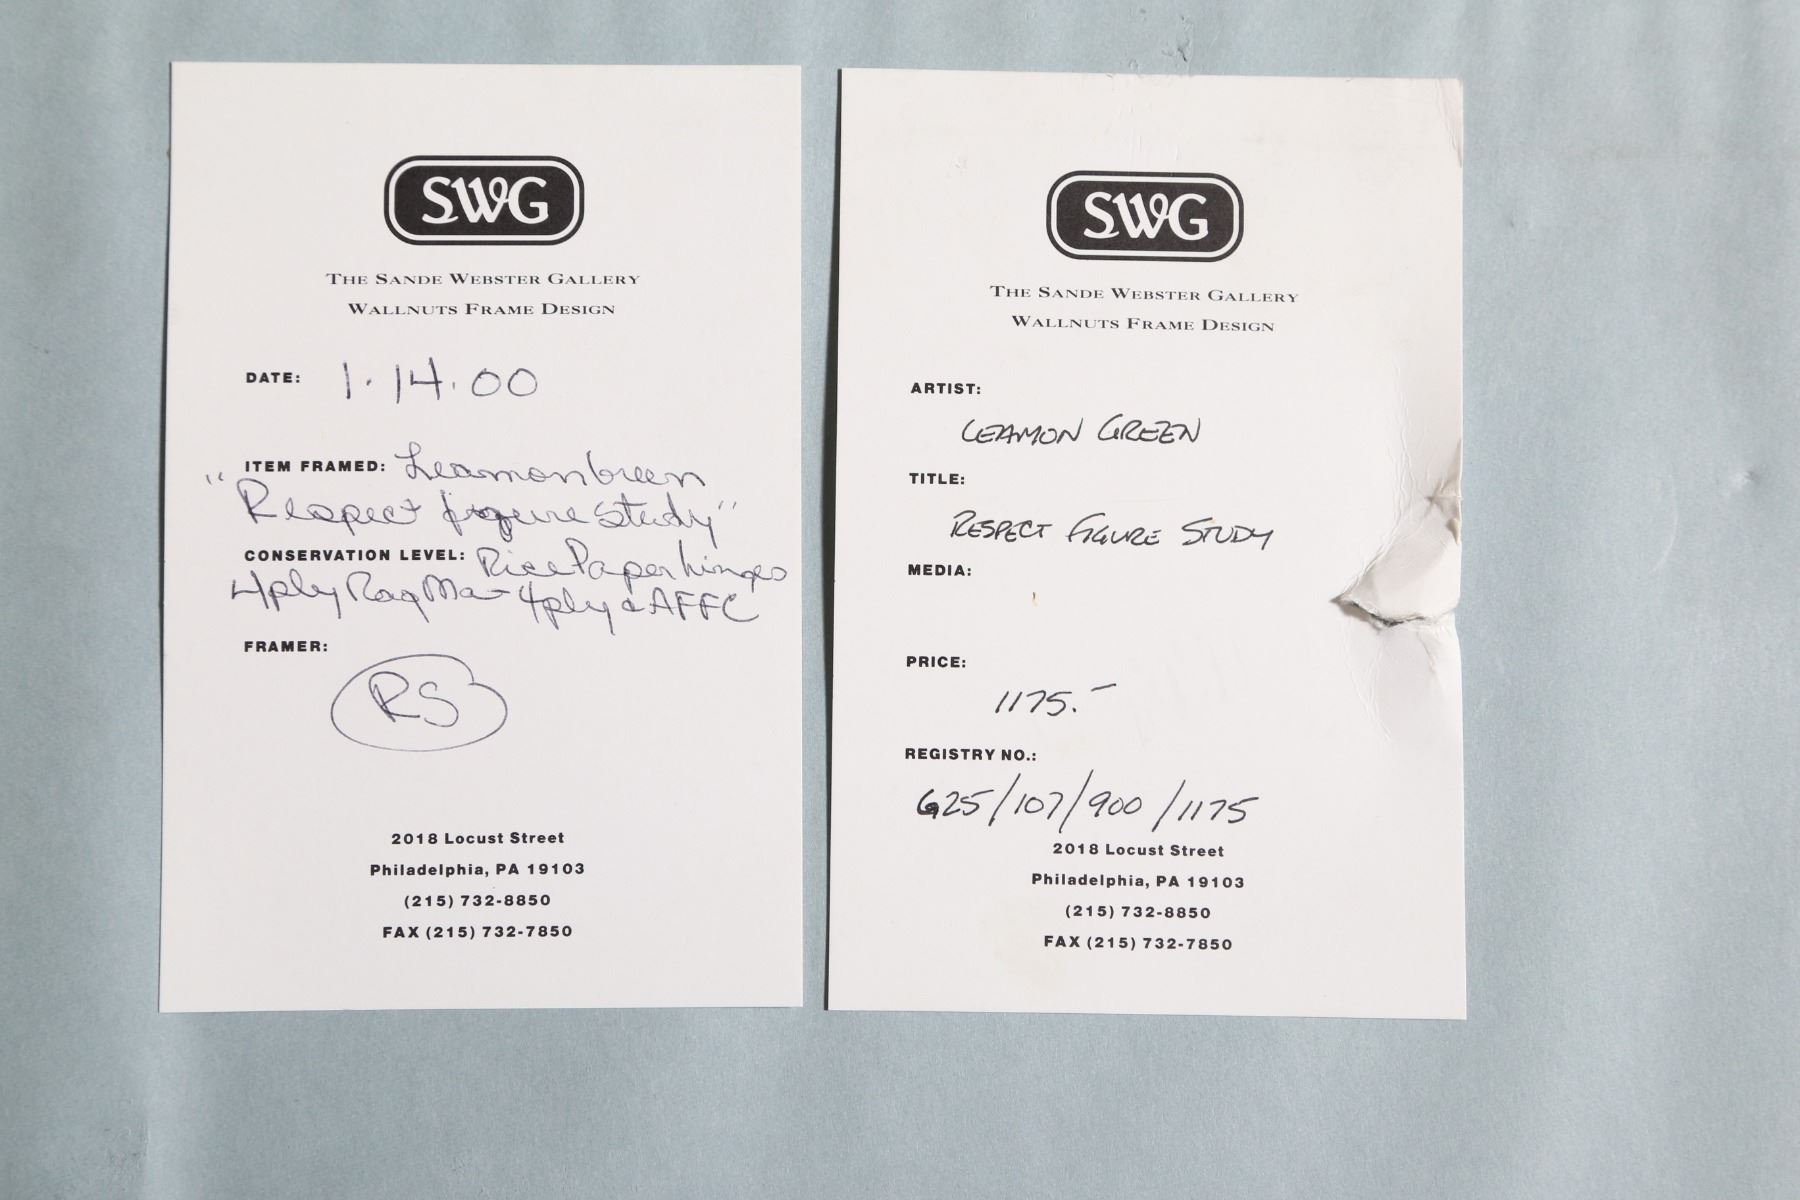 SWG
THE SANDE WEBSTER GALLERY
WALLNUTS FRAME DESIGN
DATE: 1.14.00
ITEM FRAMED: Leamon Green
"Respect figure Study"
CONSERVATION LEVEL: Rice Paper hinges
4ply Rag Mat 4ply & AFFC
FRAMER:
RS
2018 Locust Street
Philadelphia, PA 19103
(215) 732-8850
FAX (215) 732-7850
SWG
THE SANDE WEBSTER GALLERY
WALLNUTS FRAME DESIGN
ARTIST:
LEAMON GREEN
TITLE:
RESPECT FIGURE STUDY
MEDIA:
PRICE:
1175.-
REGISTRY NO.:
G25/107/900/1175
2018 Locust Street
Philadelphia, PA 19103
(215) 732-8850
FAX (215) 732-7850